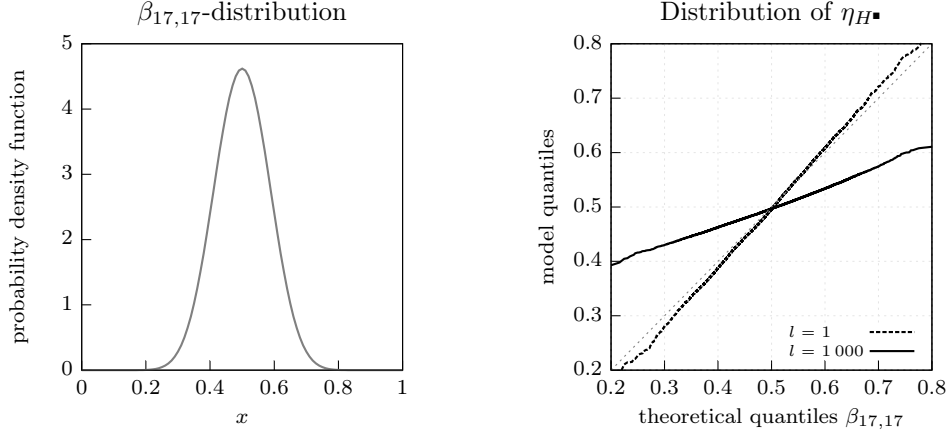 β17,17-distribution
probability density function
5
4
3
2
1
0
0 0.2 0.4 0.6 0.8 1
x
Distribution of ηH■
model quantiles
0.8
0.7
0.6
0.5
0.4
0.3
0.2
l = 1
l = 1 000
0.2 0.3 0.4 0.5 0.6 0.7 0.8
theoretical quantiles β17,17